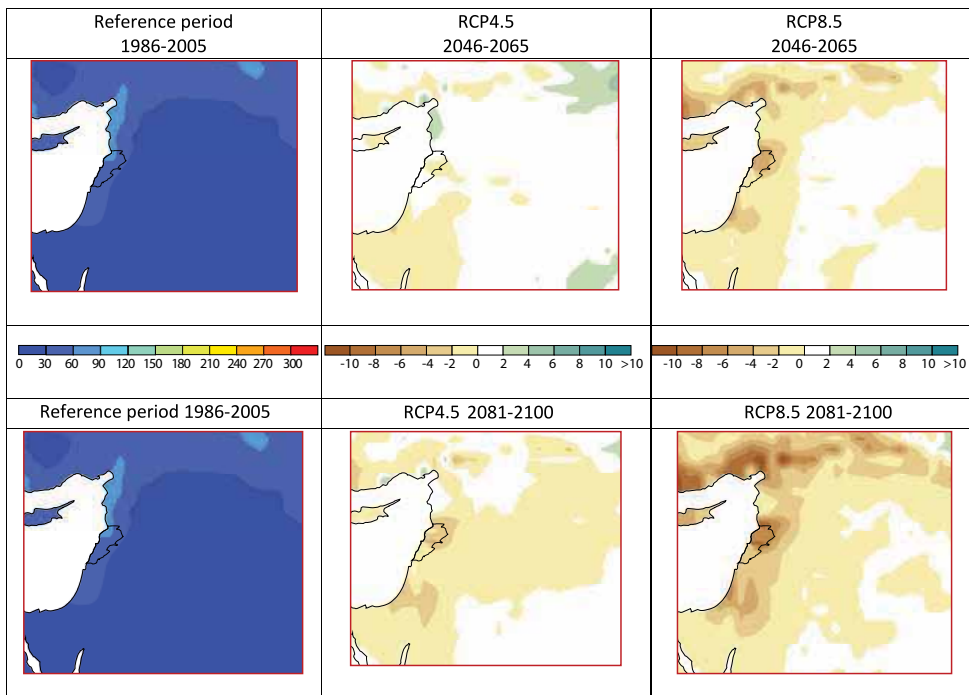 Reference period
1986-2005
RCP4.5
2046-2065
RCP8.5
2046-2065
0 30 60 90 120 150 180 210 240 270 300
-10 -8 -6 -4 -2 0 2 4 6 8 10 >10
-10 -8 -6 -4 -2 0 2 4 6 8 10 >10
Reference period 1986-2005
RCP4.5 2081-2100
RCP8.5 2081-2100